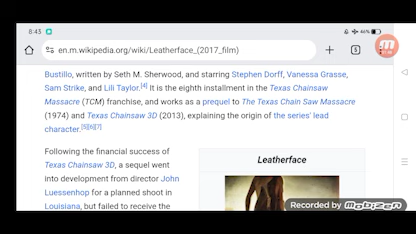 8:43
46%
en.m.wikipedia.org/wiki/Leatherface_(2017_film)
5
Bustillo, written by Seth M. Sherwood, and starring Stephen Dorff, Vanessa Grasse,
Sam Strike, and Lili Taylor.[4] It is the eighth installment in the Texas Chainsaw
Massacre (TCM) franchise, and works as a prequel to The Texas Chain Saw Massacre
(1974) and Texas Chainsaw 3D (2013), explaining the origin of the series' lead
character.[5][6][7]
Following the financial success of
Texas Chainsaw 3D, a sequel went
into development from director John
Luessenhop for a planned shoot in
Louisiana, but failed to receive the
Leatherface
Recorded by MOBIZEN